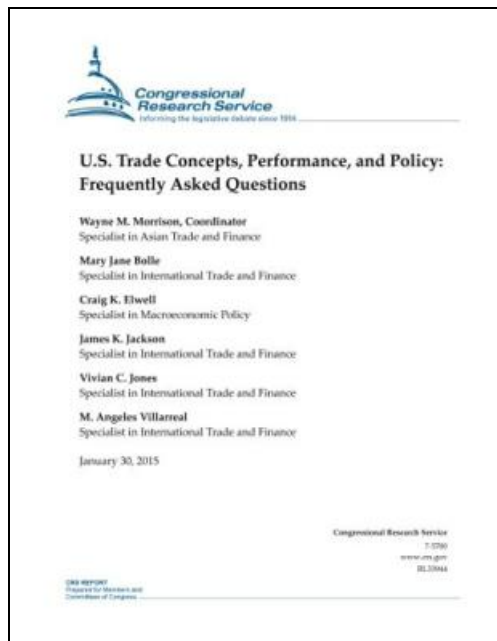 Congressional
Research Service
Informing the legislative debate since 1914
U.S. Trade Concepts, Performance, and Policy:
Frequently Asked Questions
Wayne M. Morrison, Coordinator
Specialist in Asian Trade and Finance
Mary Jane Bolle
Specialist in International Trade and Finance
Craig K. Elwell
Specialist in Macroeconomic Policy
James K. Jackson
Specialist in International Trade and Finance
Vivian C. Jones
Specialist in International Trade and Finance
M. Angeles Villarreal
Specialist in International Trade and Finance
January 30, 2015
Congressional Research Service
7-5700
www.crs.gov
CRS REPORT
Prepared for Members and
Committees of Congress